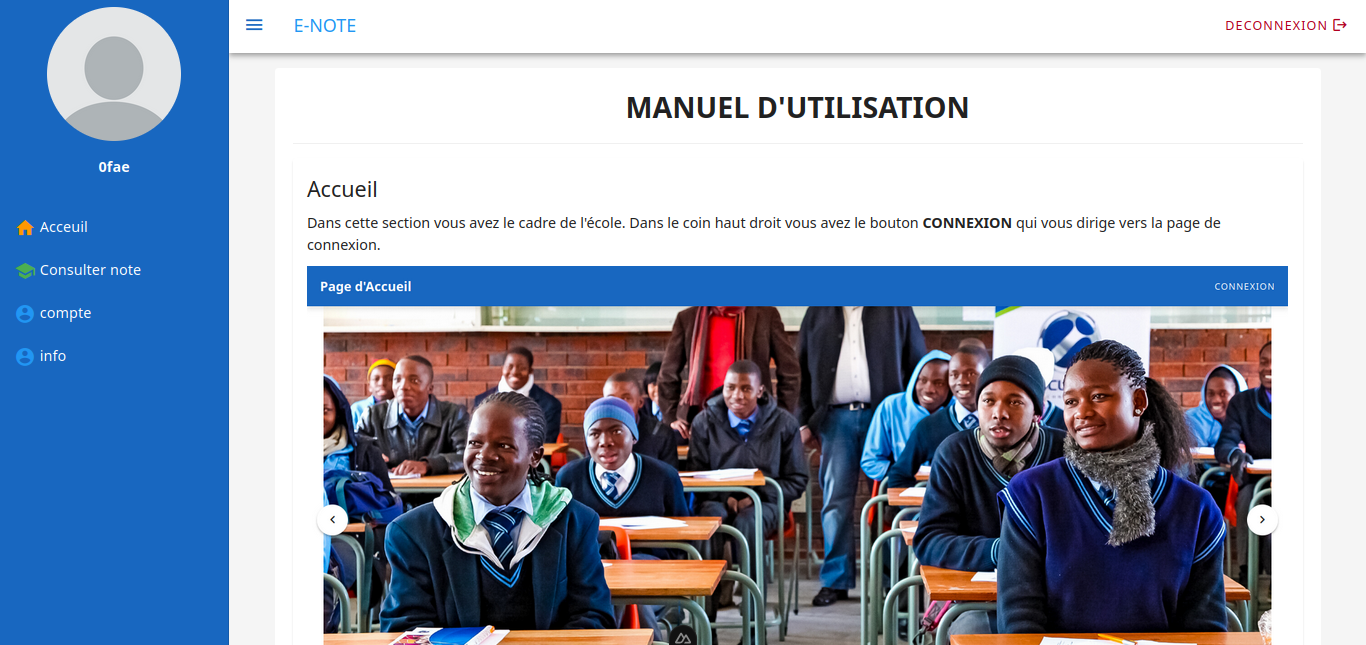 0fae
Acceuil
Consulter note
compte
info
E-NOTE
DECONNEXION
MANUEL D'UTILISATION
Accueil
Dans cette section vous avez le cadre de l'école. Dans le coin haut droit vous avez le bouton CONNEXION qui vous dirige vers la page de
connexion.
Page d'Accueil
CONNEXION